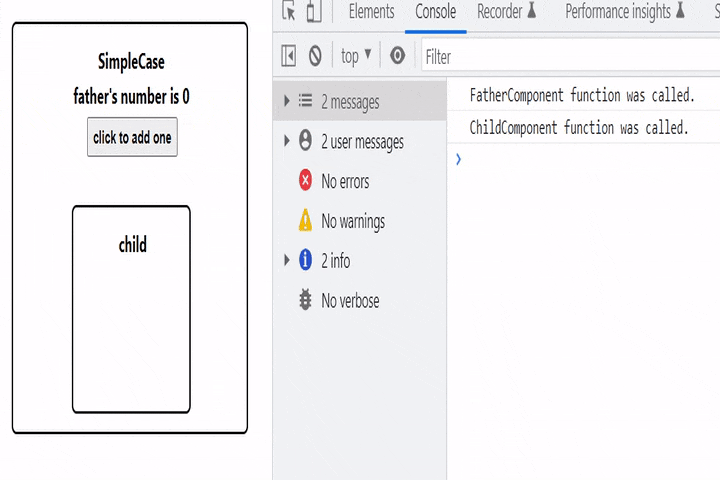 SimpleCase
father's number is 0
click to add one
child
Elements Console Recorder Performance insights
top Filter
2 messages
2 user messages
No errors
No warnings
2 info
No verbose
FatherComponent function was called.
ChildComponent function was called.